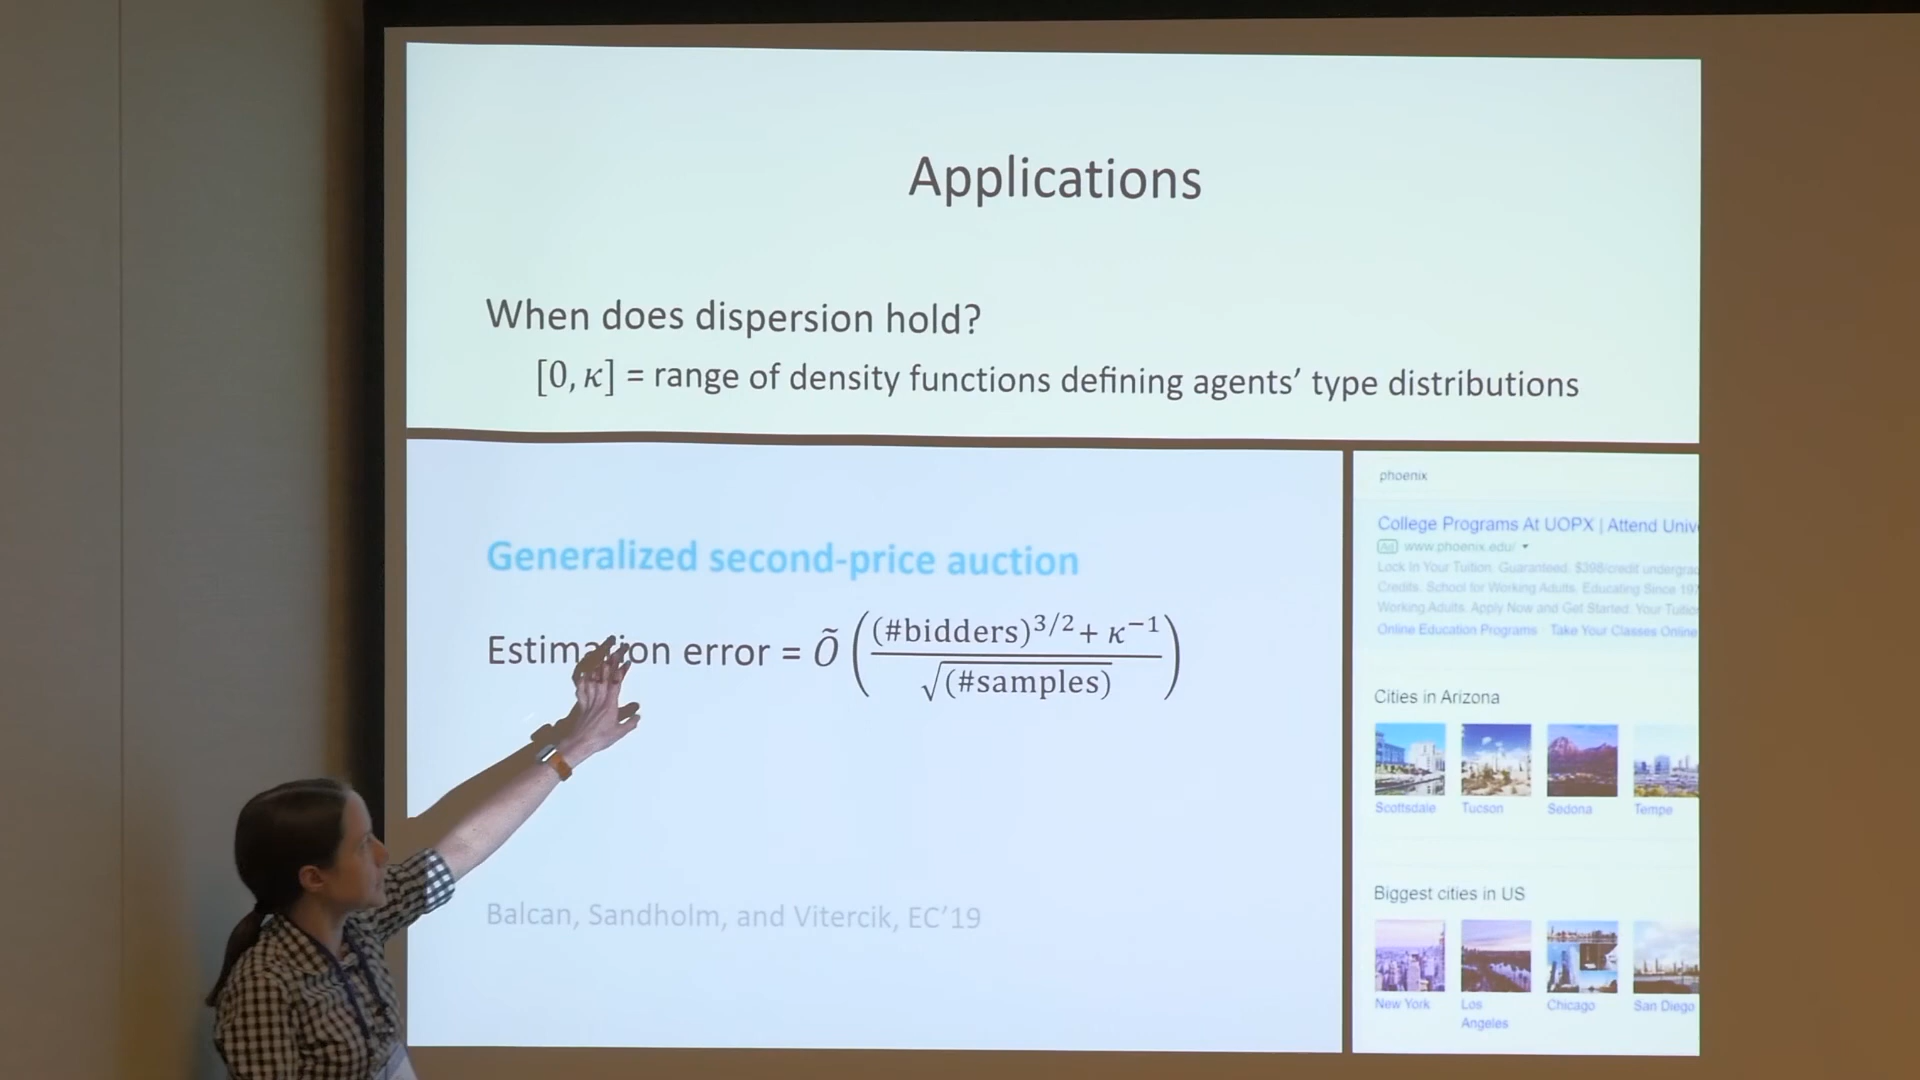 Applications
When does dispersion hold?
[0, κ] = range of density functions defining agents’ type distributions
Generalized second-price auction
Estimation error = Õ ( (#bidders)^{3/2} + κ^{−1} / √(#samples) )
Balcan, Sandholm, and Vitercik, EC’19
phoenix
College Programs At UOPX | Attend Univ
Ad www.phoenix.edu/
Lock In Your Tuition. Guaranteed. $398/credit undergrad
Credits. School for Working Adults. Educating Since 197
Working Adults. Apply Now and Get Started. Your Tuition
Online Education Programs · Take Your Classes Online
Cities in Arizona
Scottsdale Tucson Sedona Tempe
Biggest cities in US
New York Los Angeles Chicago San Diego